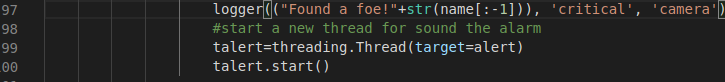 97 logger(("Found a foe!"+str(name[:-1])), 'critical', 'camera')
98 #start a new thread for sound the alarm
99 talert=threading.Thread(target=alert)
100 talert.start()